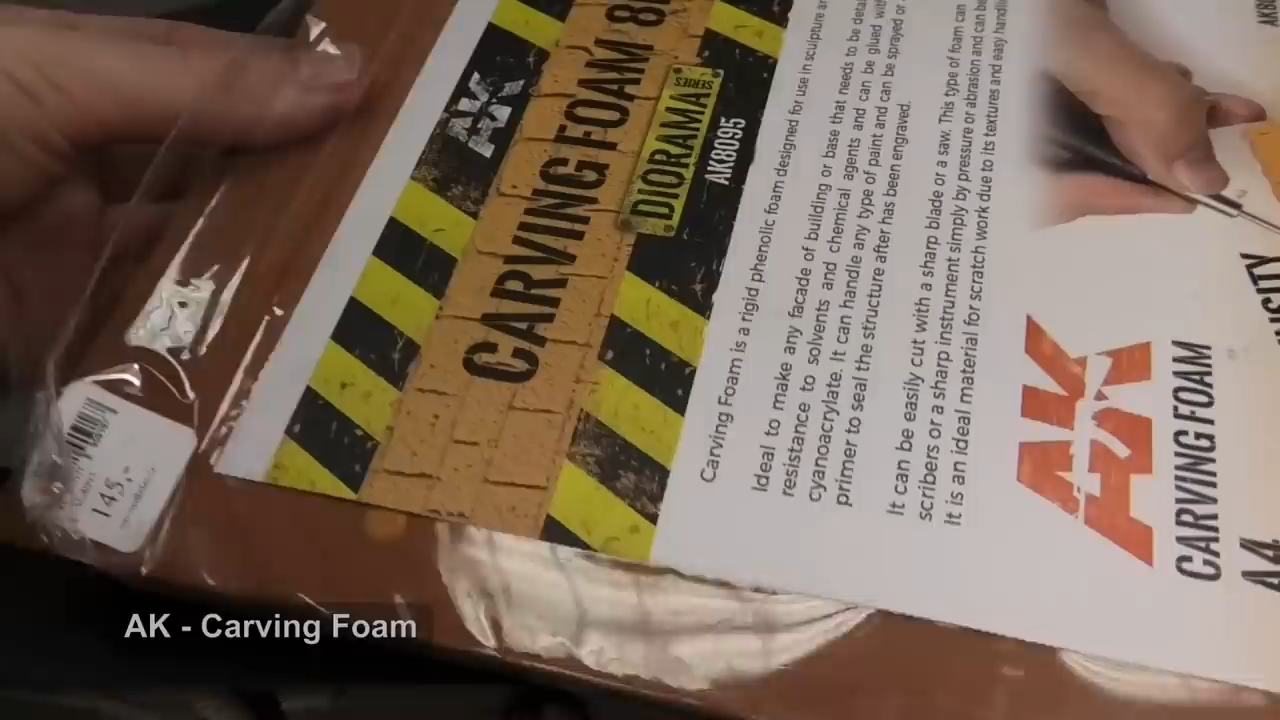 AK
CARVING FOAM 8
DIORAMA
SERIES
AK8095
Carving Foam is a rigid phenolic foam designed for use in sculpture
Ideal to make any facade of building or base that needs to be
resistance to solvents and chemical agents and can be glued
cyanoacrylate. It can handle any type of paint and can be sprayed or
primer to seal the structure after has been engraved.
It can be easily cut with a sharp blade or a saw. This type of foam can
scribers or a sharp instrument simply by pressure or abrasion and can
It is an ideal material for scratch work due to its textures and easy
AK
CARVING FOAM
A4
145,-
AK - Carving Foam